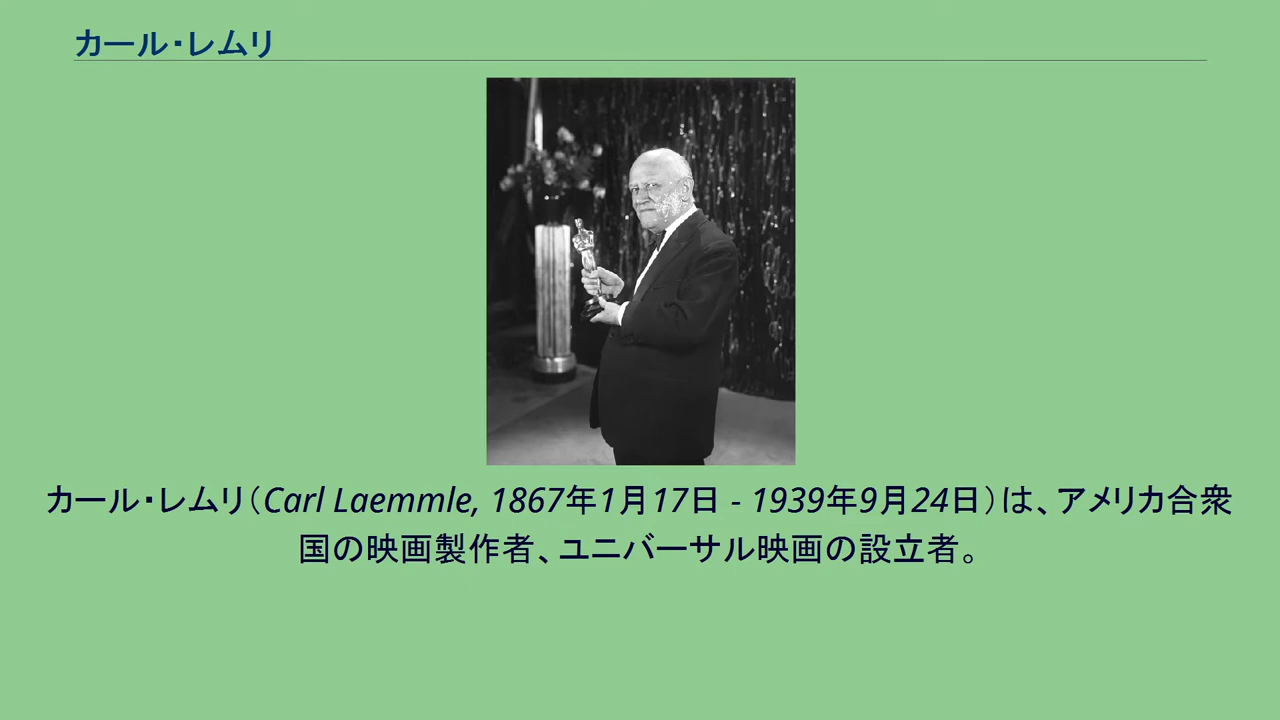 カール・レムリ
カール・レムリ（Carl Laemmle, 1867年1月17日 - 1939年9月24日）は、アメリカ合衆
国の映画製作者、ユニバーサル映画の設立者。